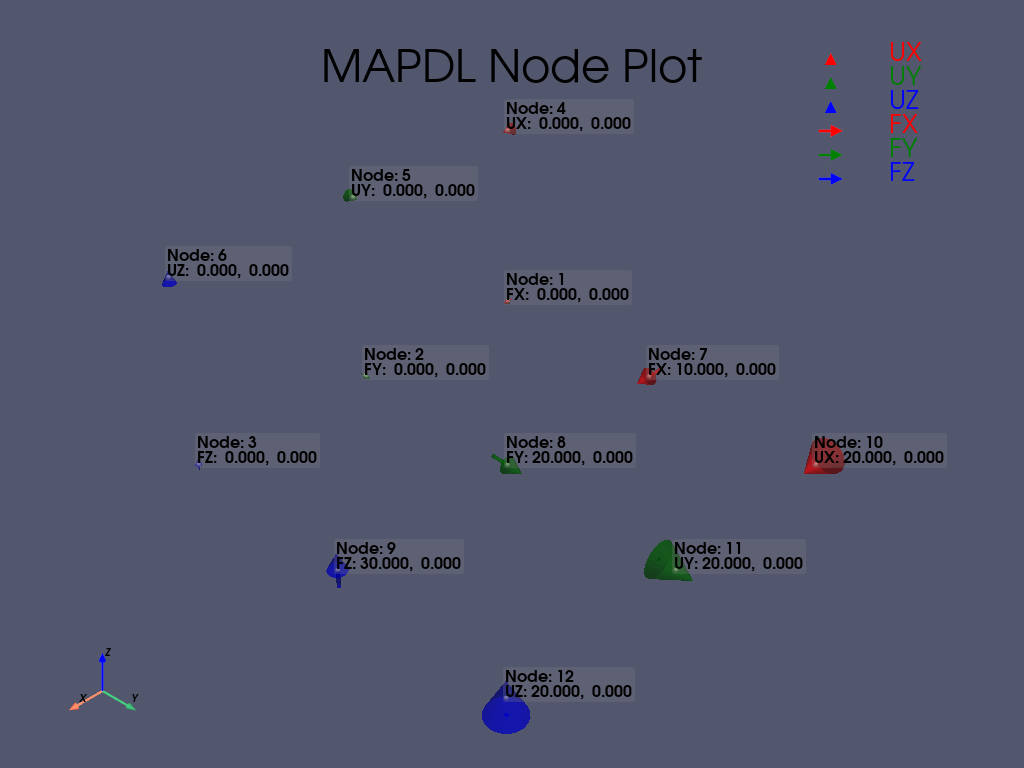 MAPDL Node Plot
UX
UY
UZ
FX
FY
FZ
Node: 4
UX: 0.000, 0.000
Node: 5
UY: 0.000, 0.000
Node: 6
UZ: 0.000, 0.000
Node: 1
FX: 0.000, 0.000
Node: 2
FY: 0.000, 0.000
Node: 7
FX: 10.000, 0.000
Node: 3
FZ: 0.000, 0.000
Node: 8
FY: 20.000, 0.000
Node: 10
UX: 20.000, 0.000
Node: 9
FZ: 30.000, 0.000
Node: 11
UY: 20.000, 0.000
Node: 12
UZ: 20.000, 0.000
Z
X
Y